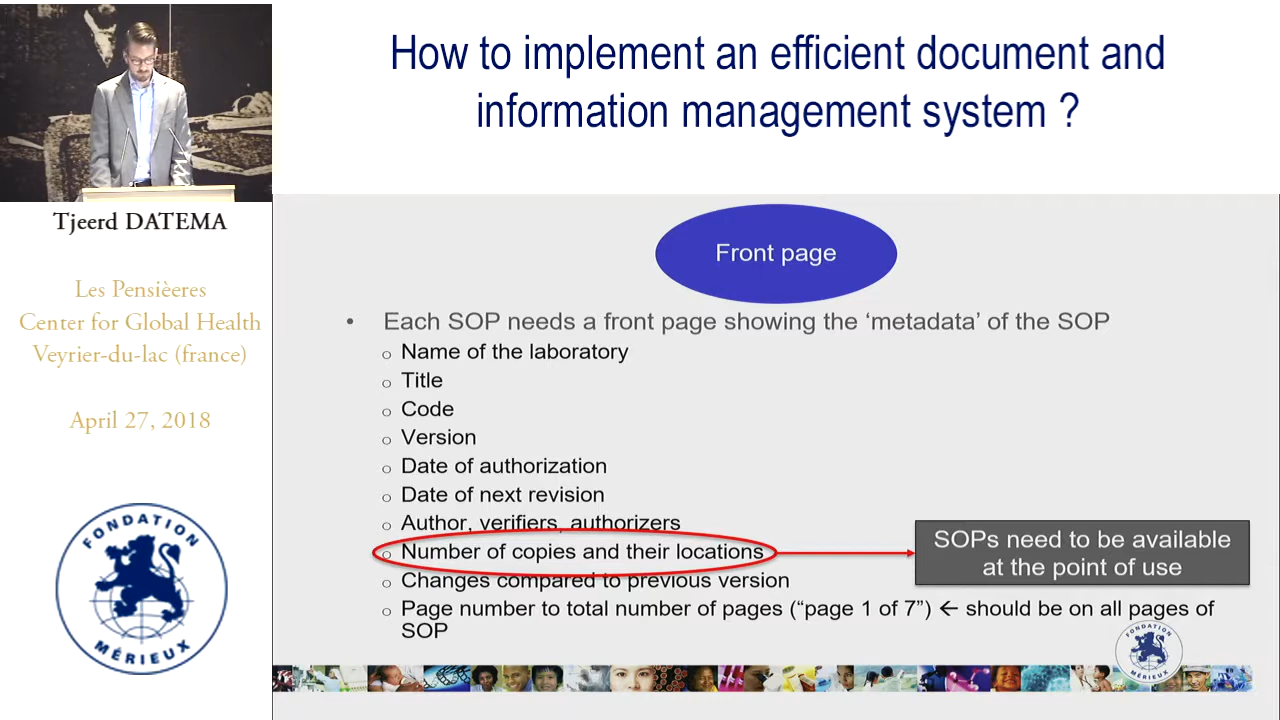 How to implement an efficient document and
information management system ?
Tjeerd DATEMA
Les Pensièeres
Center for Global Health
Veyrier-du-lac (france)
April 27, 2018
FONDATION
MÉRIEUX
Front page
• Each SOP needs a front page showing the ‘metadata’ of the SOP
o Name of the laboratory
o Title
o Code
o Version
o Date of authorization
o Date of next revision
o Author, verifiers, authorizers
o Number of copies and their locations
SOPs need to be available
at the point of use
o Changes compared to previous version
o Page number to total number of pages (“page 1 of 7”) ← should be on all pages of
SOP
FONDATION
MÉRIEUX